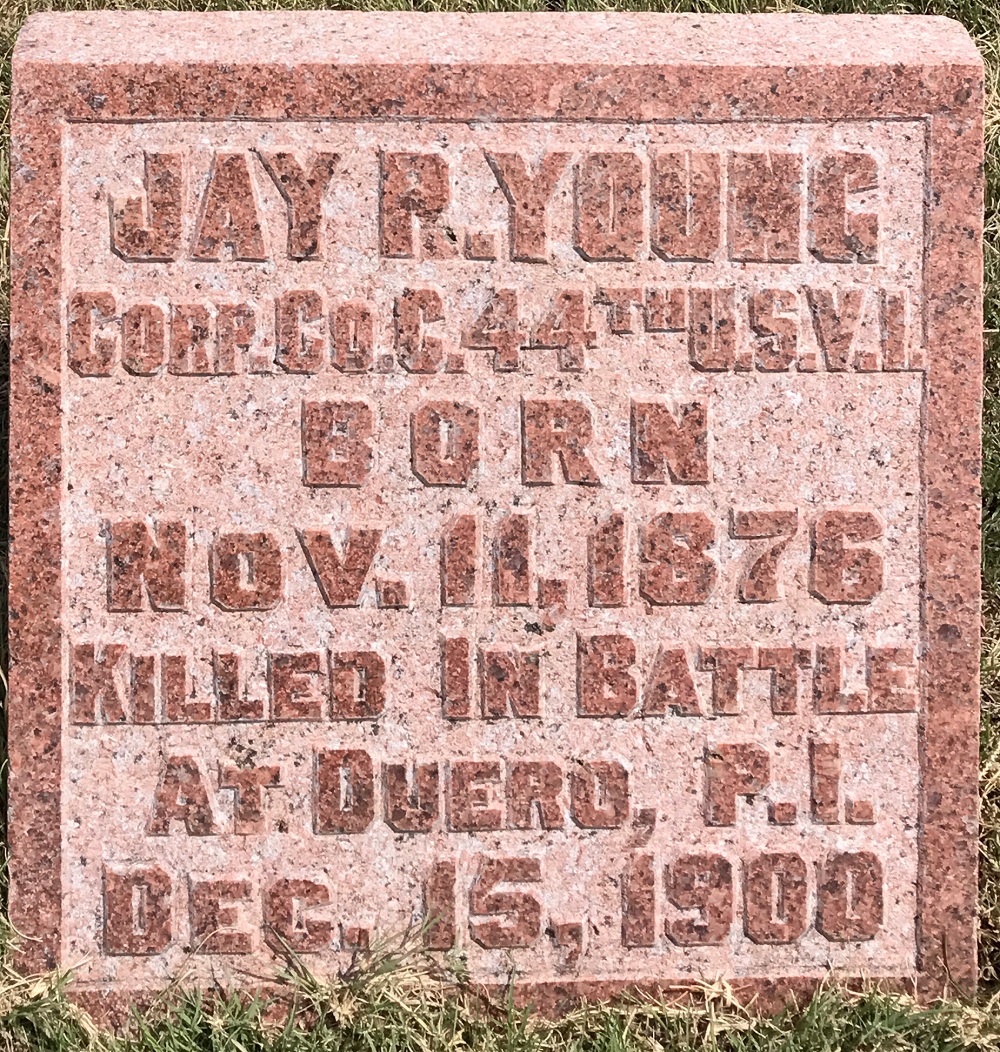 JAY R. YOUNG
CORP. CO. C. 44TH U.S.V.I.
BORN
NOV. 11, 1876
KILLED IN BATTLE
AT DUERO, P.I.
DEC. 15, 1900